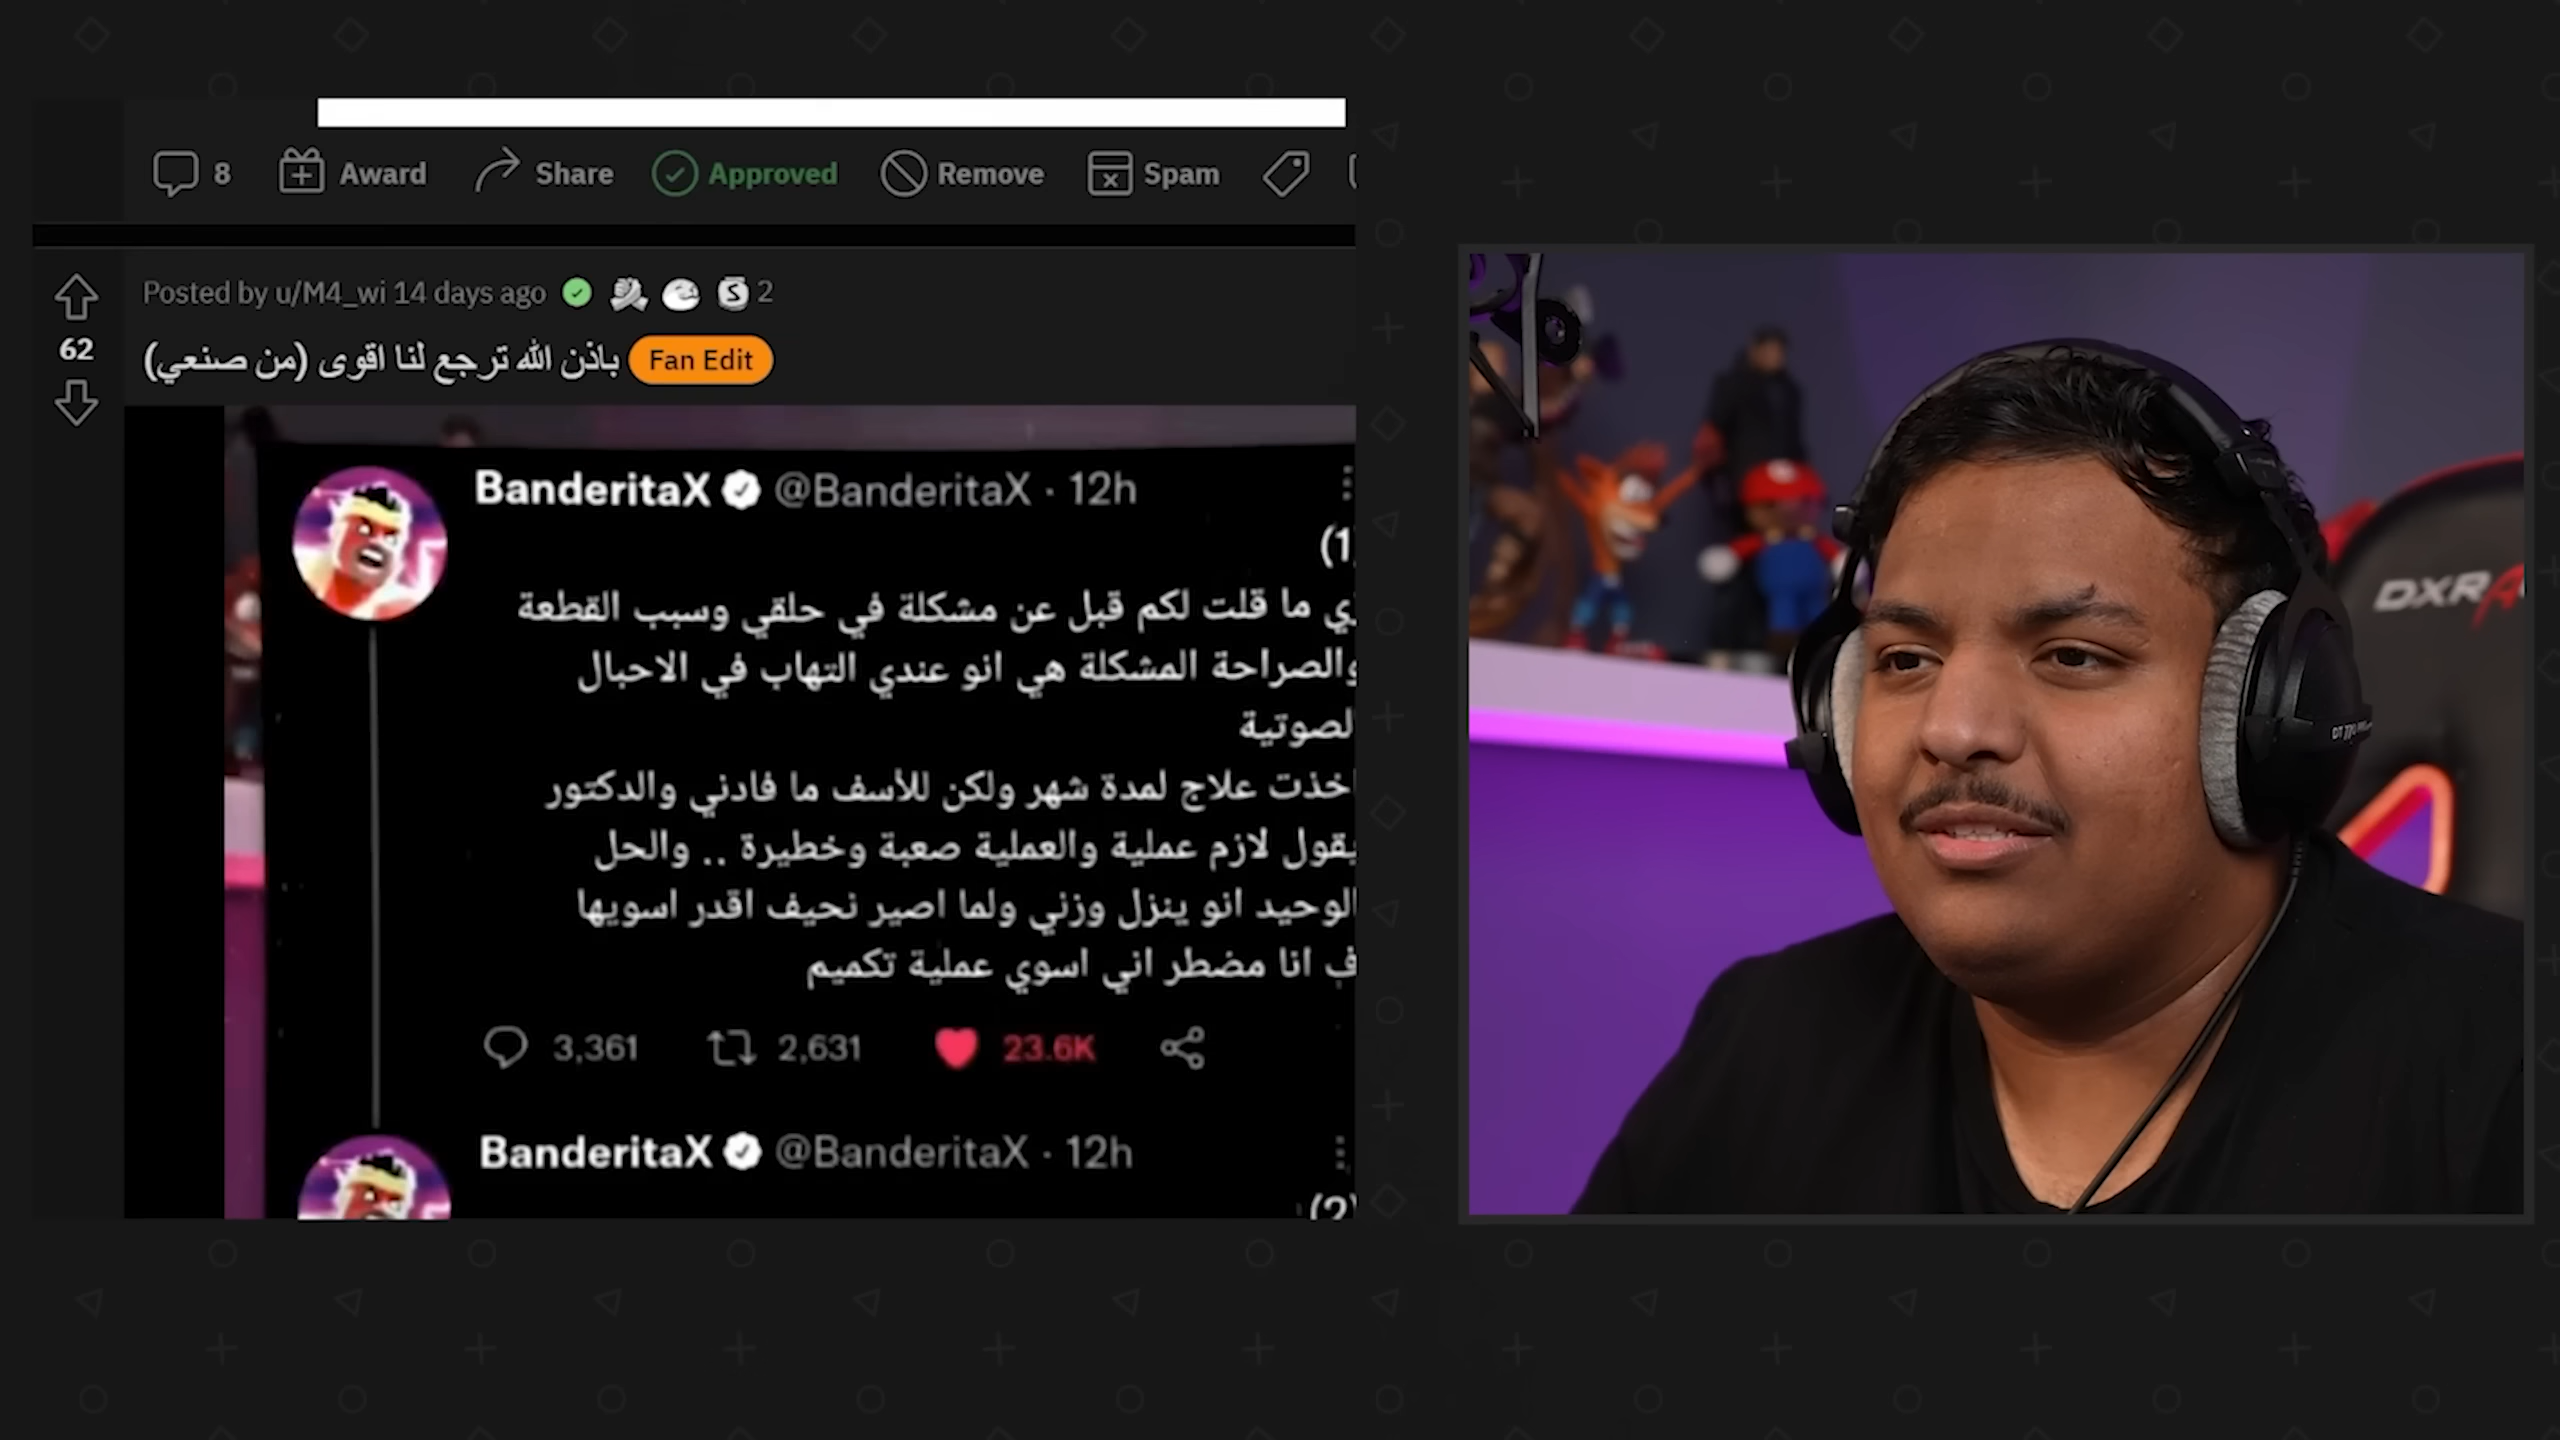 8 Award Share Approved Remove Spam
Posted by u/M4_wi 14 days ago 2
62
باذن الله ترجع لنا اقوى (من صنعي) Fan Edit
BanderitaX @BanderitaX · 12h
(1
ما قلت لكم قبل عن مشكلة في حلقي وسبب القطعة
والصراحة المشكلة هي انو عندي التهاب في الاحبال
لصوتية
اخذت علاج لمدة شهر ولكن للأسف ما فادني والدكتور
يقول لازم عملية والعملية صعبة وخطيرة .. والحل
الوحيد انو ينزل وزني ولما اصير نحيف اقدر اسويها
ف انا مضطر اني اسوي عملية تكميم
3,361 2,631 23.6K
BanderitaX @BanderitaX · 12h
(2
DXRA